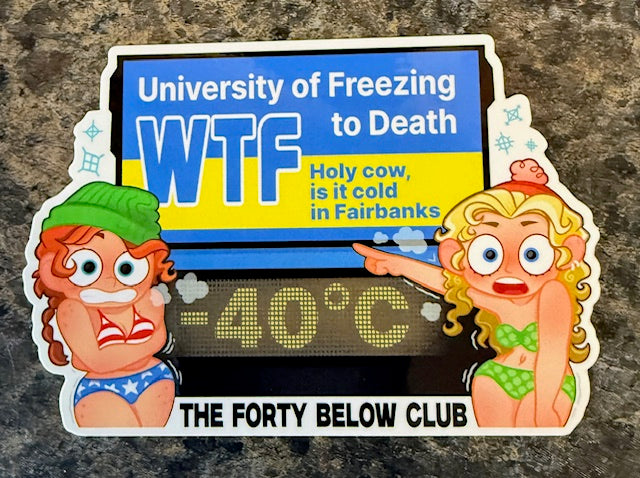 University of Freezing
WTF to Death
Holy cow,
is it cold
in Fairbanks
-40°C
THE FORTY BELOW CLUB